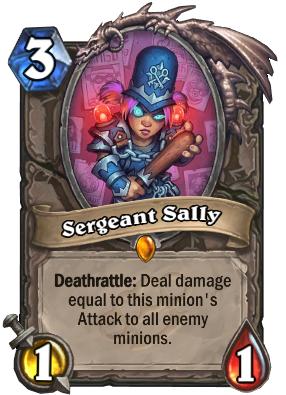 3
Sergeant Sally
Deathrattle: Deal damage
equal to this minion's
Attack to all enemy
minions.
1
1